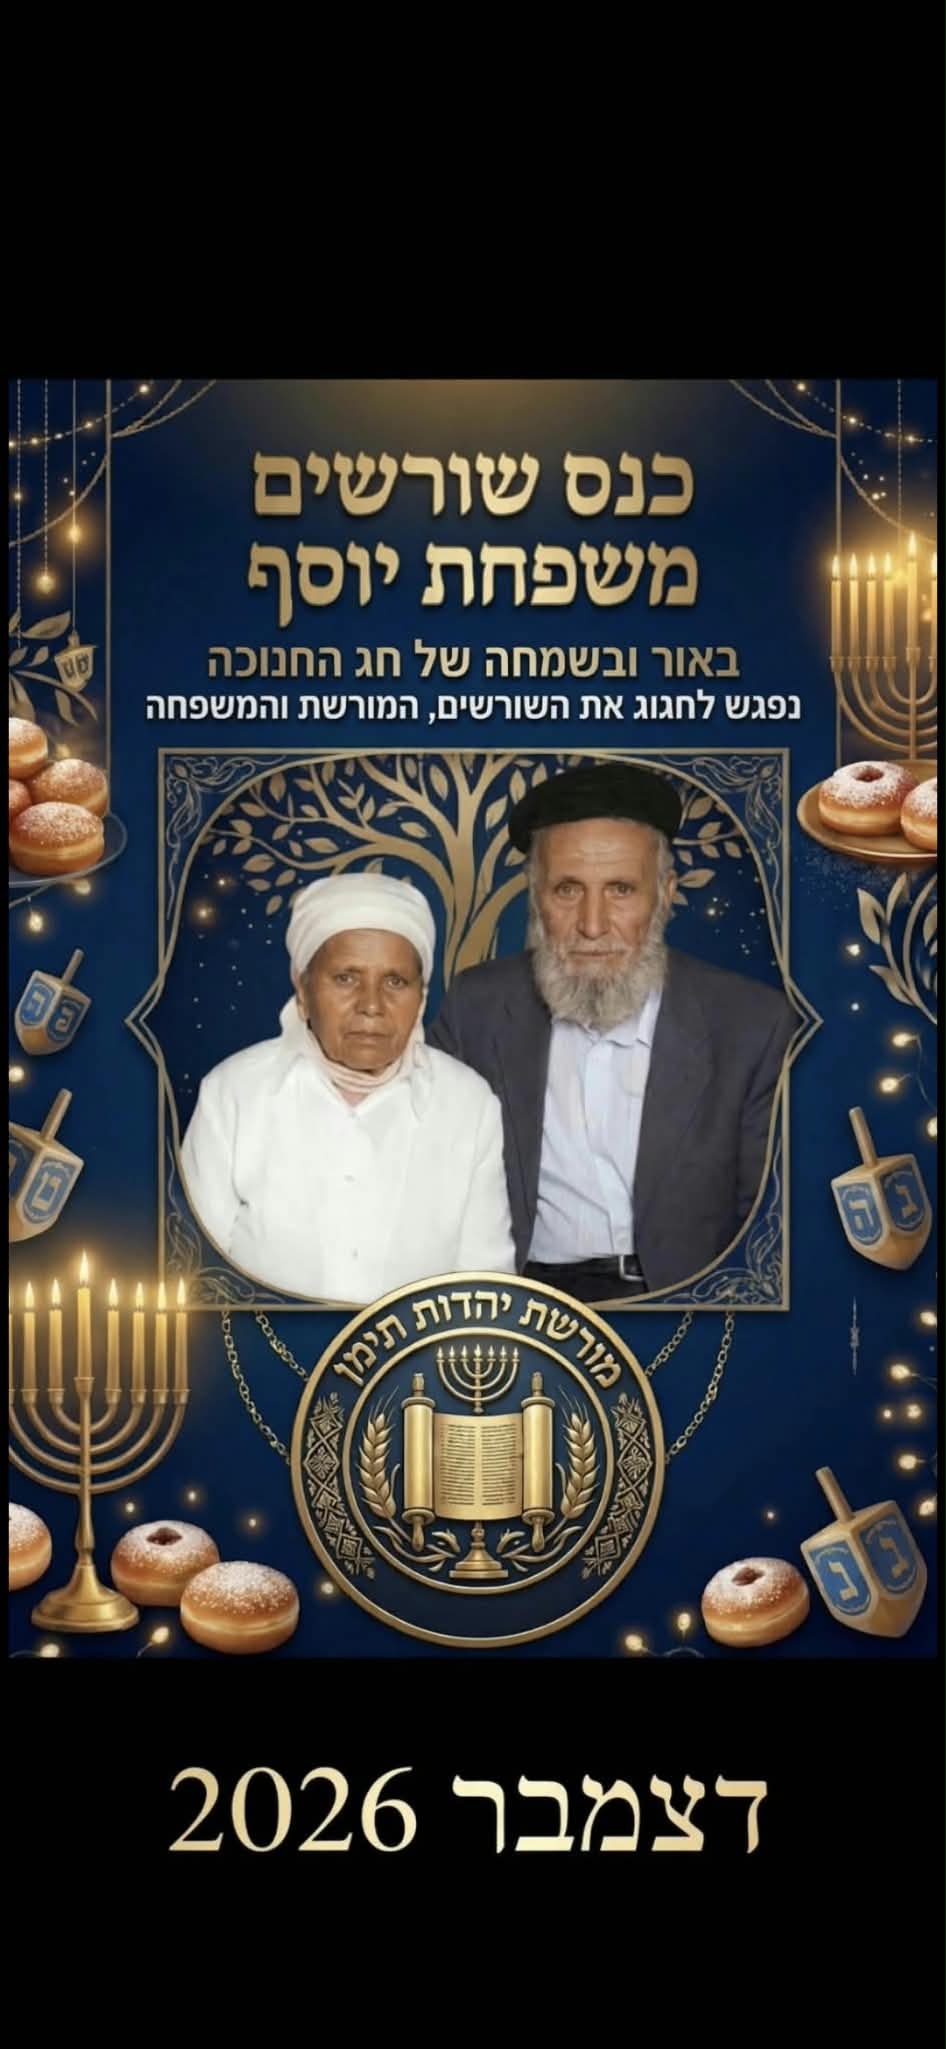 כנס שורשים
משפחת יוסף
באור ובשמחה של חג החנוכה
נפגש לחגוג את השורשים, המורשת והמשפחה
מורשת יהדות תימן
דצמבר 2026